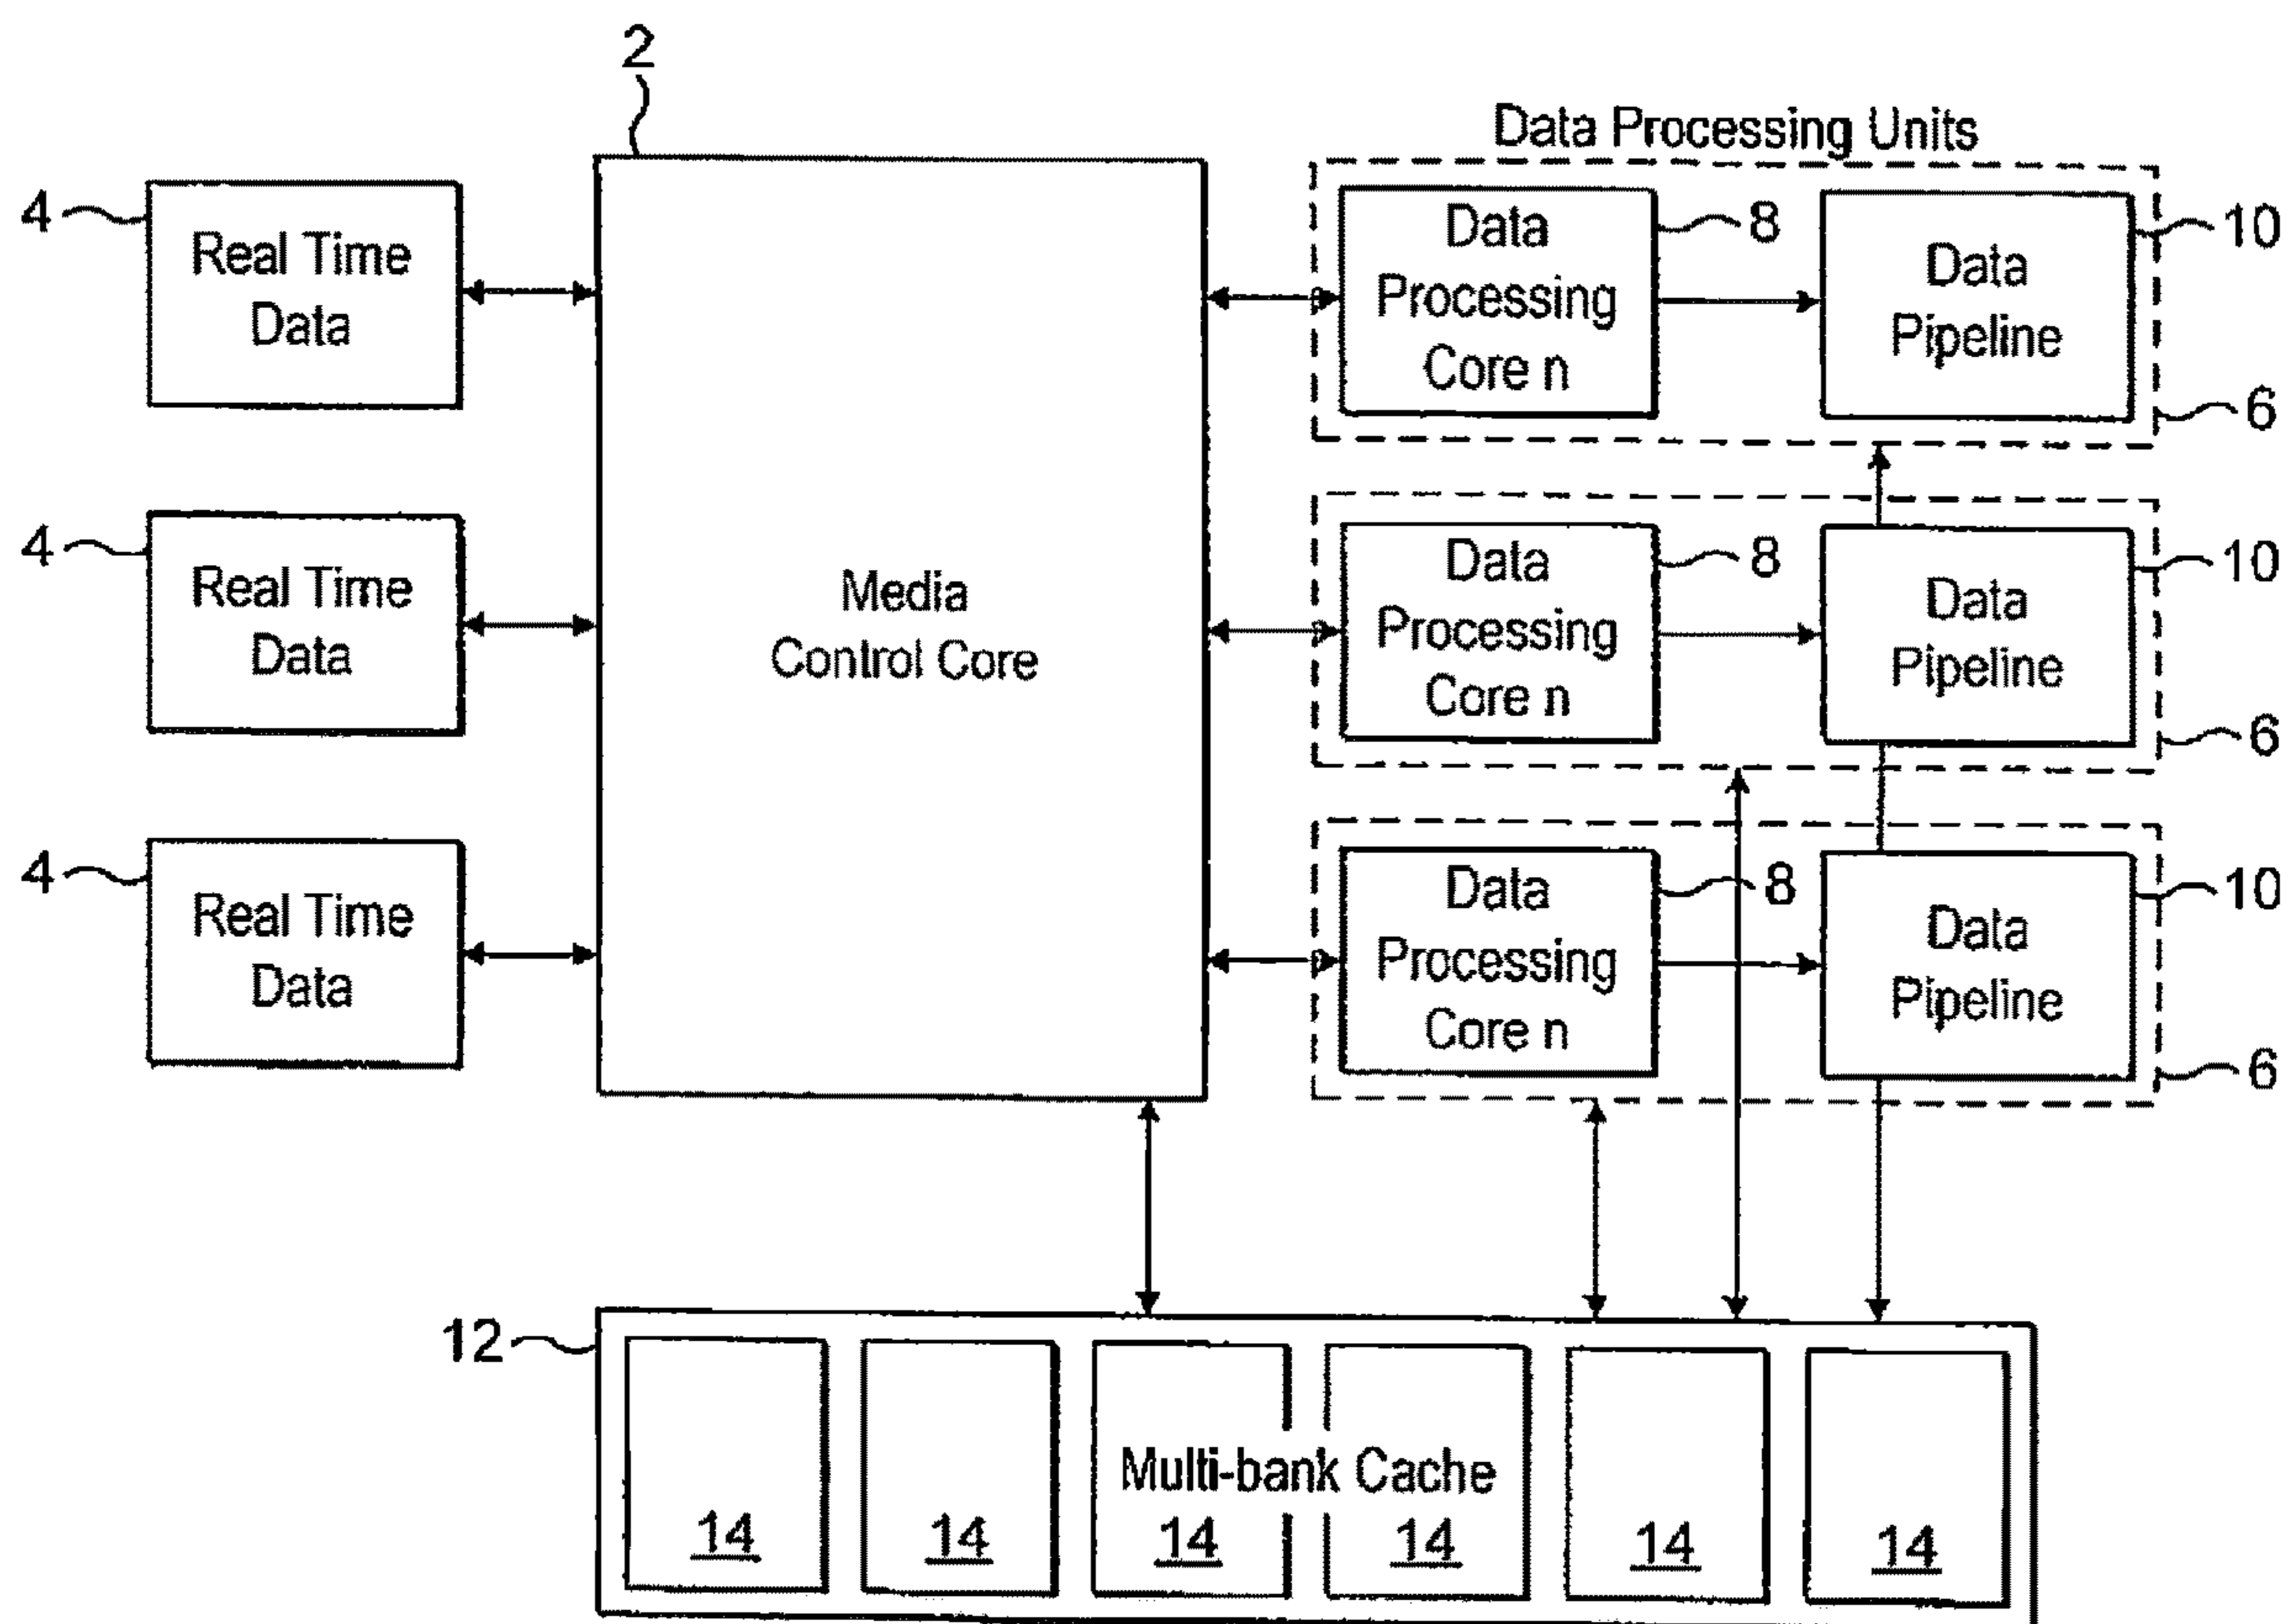 2
Data Processing Units
4
Real Time
Data
Data
Processing
Core n
8
Data
Pipeline
10
6
4
Real Time
Data
Media
Control Core
Data
Processing
Core n
8
Data
Pipeline
10
6
4
Real Time
Data
Data
Processing
Core n
8
Data
Pipeline
10
6
12
Multi-bank Cache
14
14
14
14
14
14